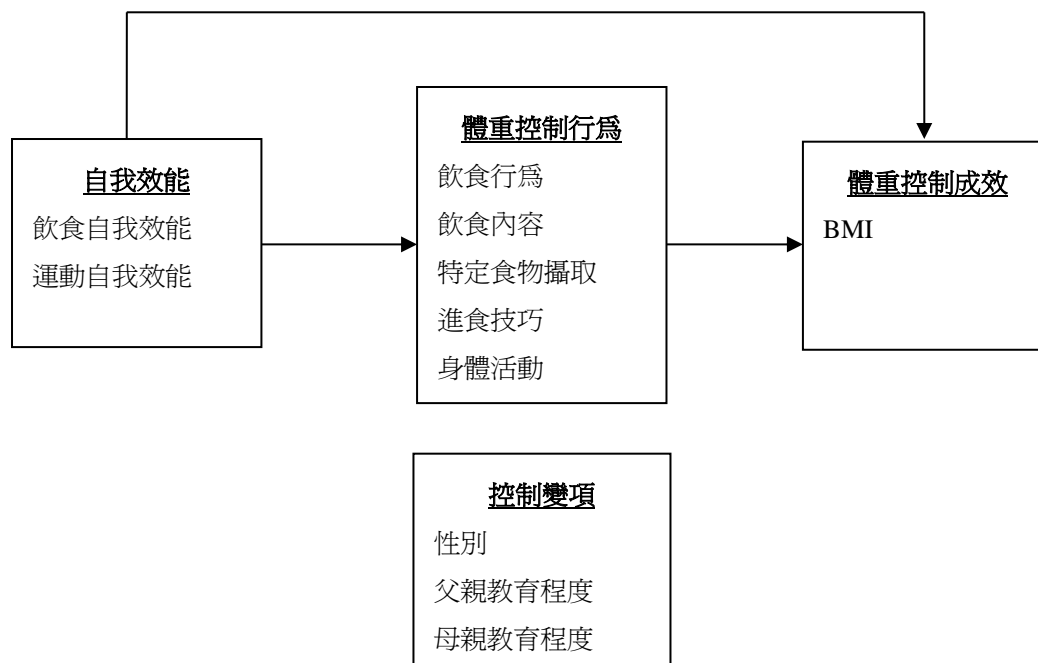 自我效能
飲食自我效能
運動自我效能
體重控制行爲
飲食行爲
飲食內容
特定食物攝取
進食技巧
身體活動
體重控制成效
BMI
控制變項
性別
父親教育程度
母親教育程度